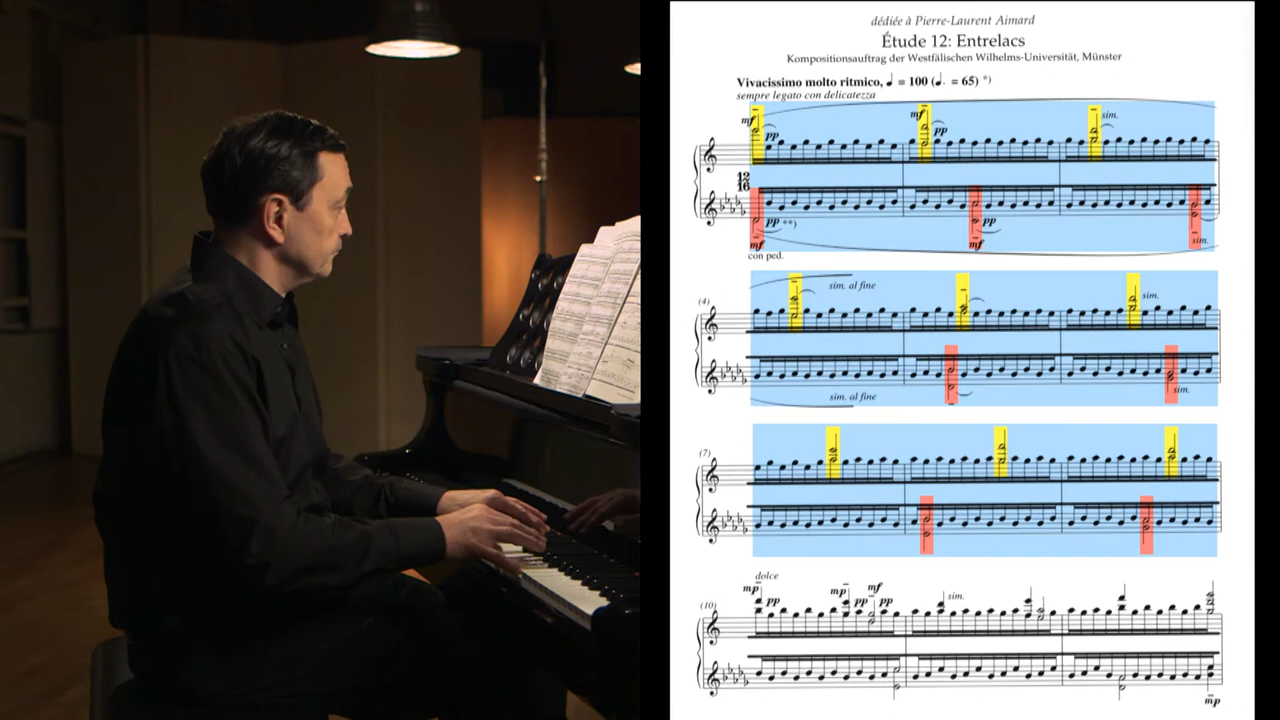 dédiée à Pierre-Laurent Aimard
Étude 12: Entrelacs
Kompositionsauftrag der Westfälischen Wilhelms-Universität, Münster
Vivacissimo molto ritmico, ♩ = 100 (♩. = 65) *)
sempre legato con delicatezza
mf pp mf pp sim.
12
16
pp **) pp
mf mf sim.
con ped.
(4) sim. al fine sim.
sim. al fine sim.
(7)
dolce
mp pp mp pp mf pp sim.
(10)
mp